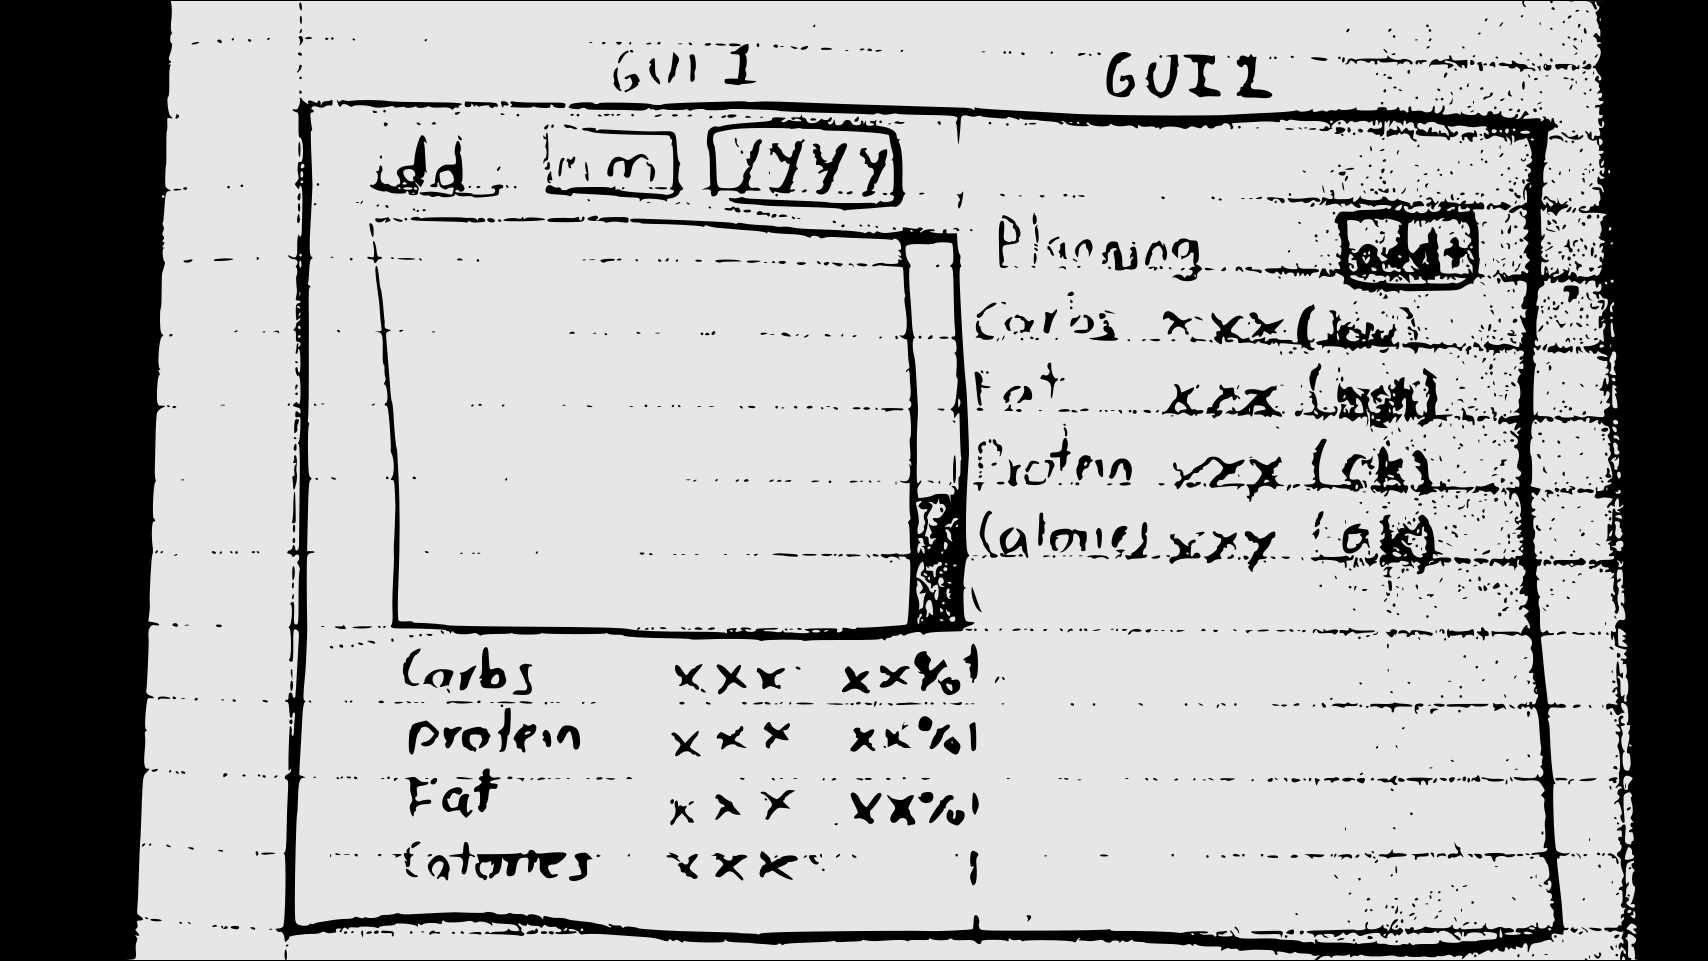 GUI 1 GUI 2
dd mm yyyy
Planning add+
Carbs xxx (low)
Fat xxx (high)
Protein xxx (ok)
Calories xxx (ok)
Carbs xxx xx%
protein xxx xx%
Fat xxx xx%
Calories xxx